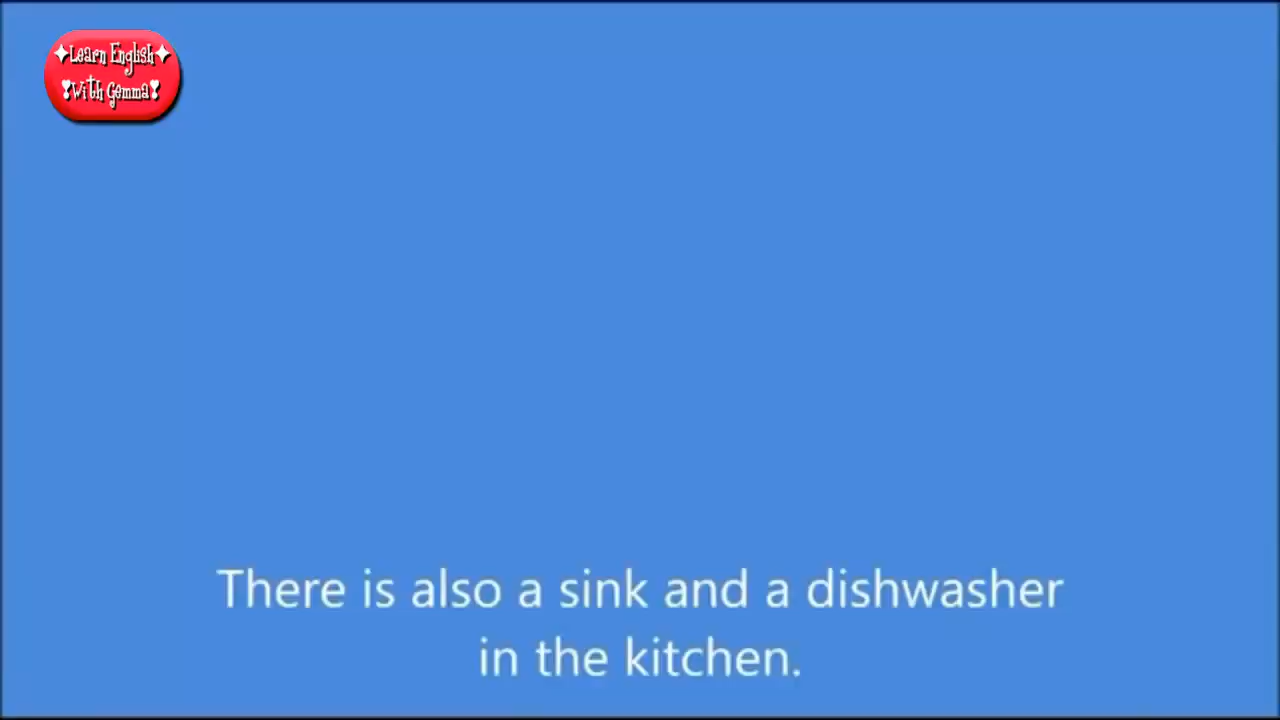 Learn English
With Gemma
There is also a sink and a dishwasher
in the kitchen.